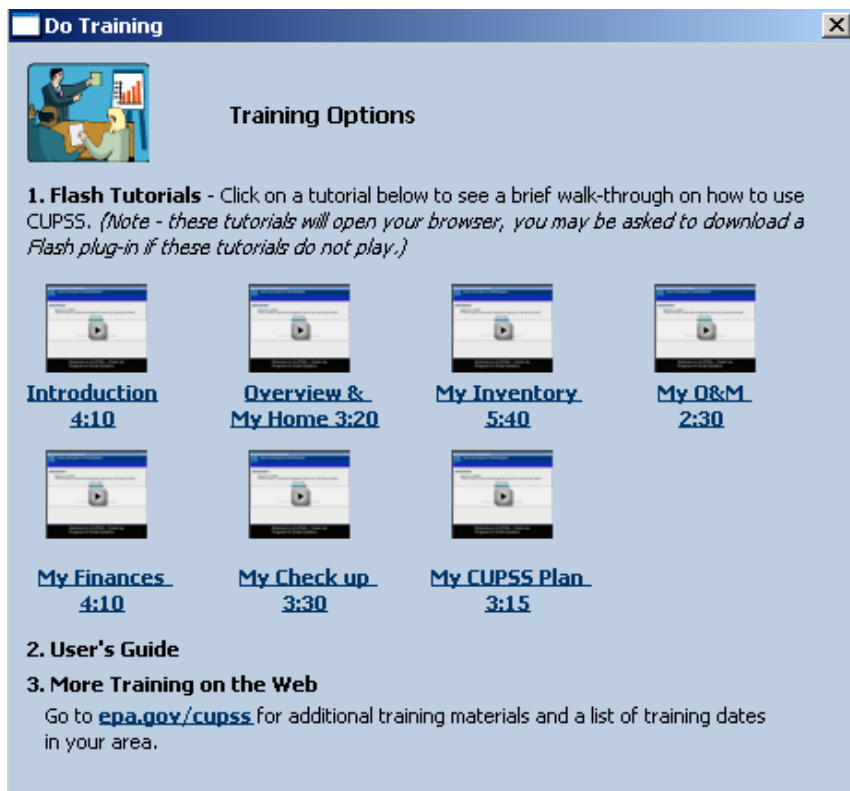 Do Training
Training Options
1. Flash Tutorials - Click on a tutorial below to see a brief walk-through on how to use
CUPSS. (Note - these tutorials will open your browser, you may be asked to download a
Flash plug-in if these tutorials do not play.)
Introduction
4:10
Overview &
My Home 3:20
My Inventory
5:40
My O&M
2:30
My Finances
4:10
My Check up
3:30
My CUPSS Plan
3:15
2. User's Guide
3. More Training on the Web
Go to epa.gov/cupss for additional training materials and a list of training dates
in your area.